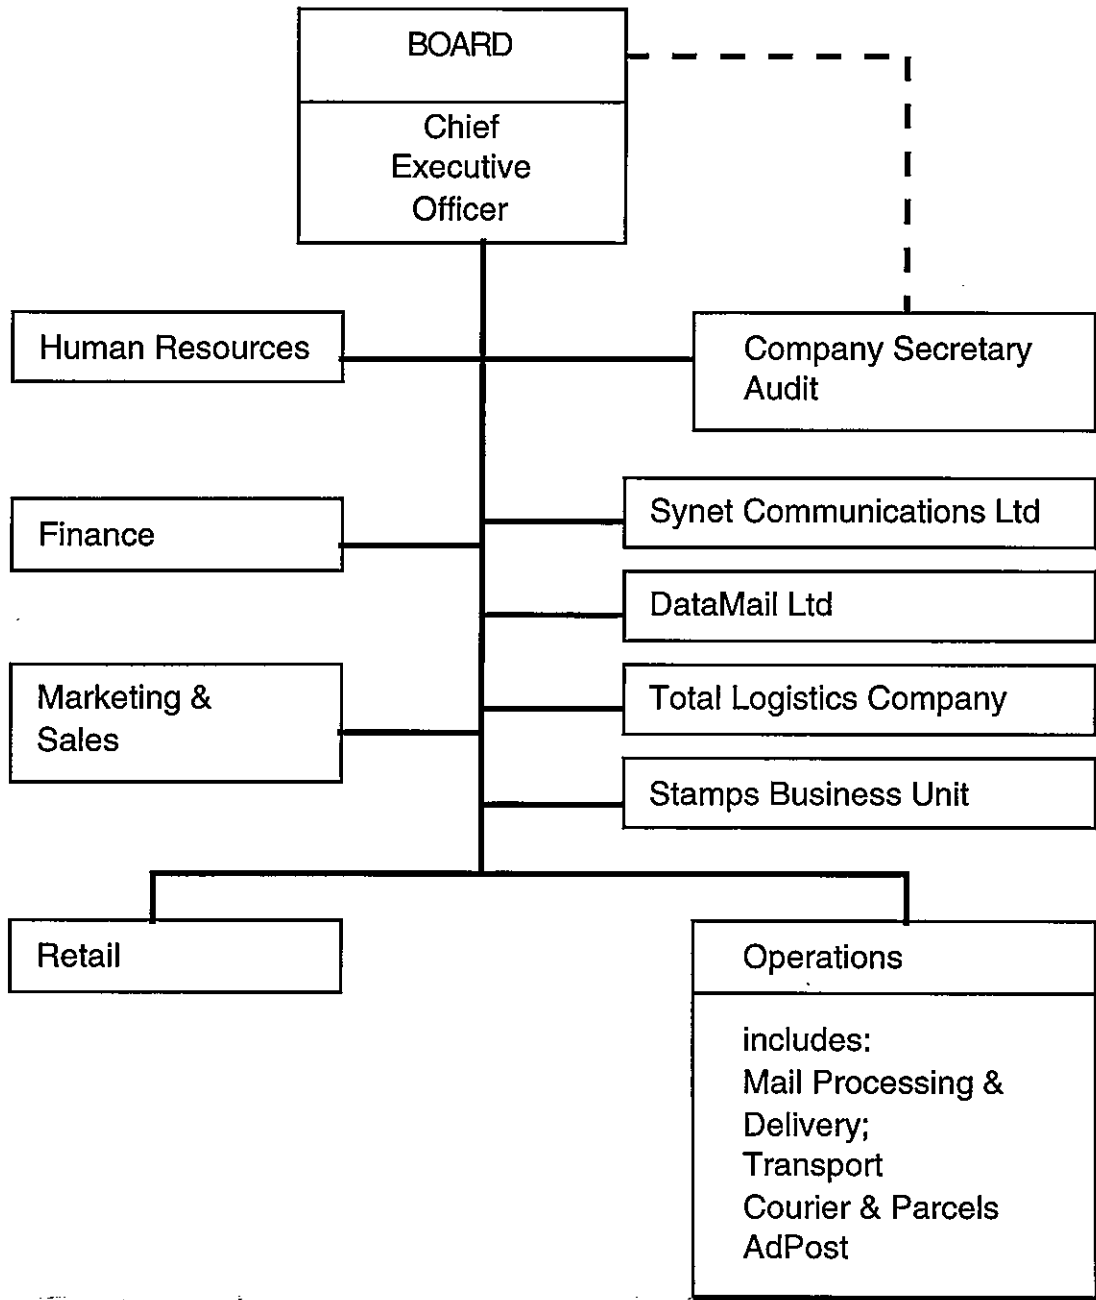 BOARD
Chief
Executive
Officer
Human Resources
Company Secretary
Audit
Finance
Synet Communications Ltd
DataMail Ltd
Marketing &
Sales
Total Logistics Company
Stamps Business Unit
Retail
Operations
includes:
Mail Processing &
Delivery;
Transport
Courier & Parcels
AdPost